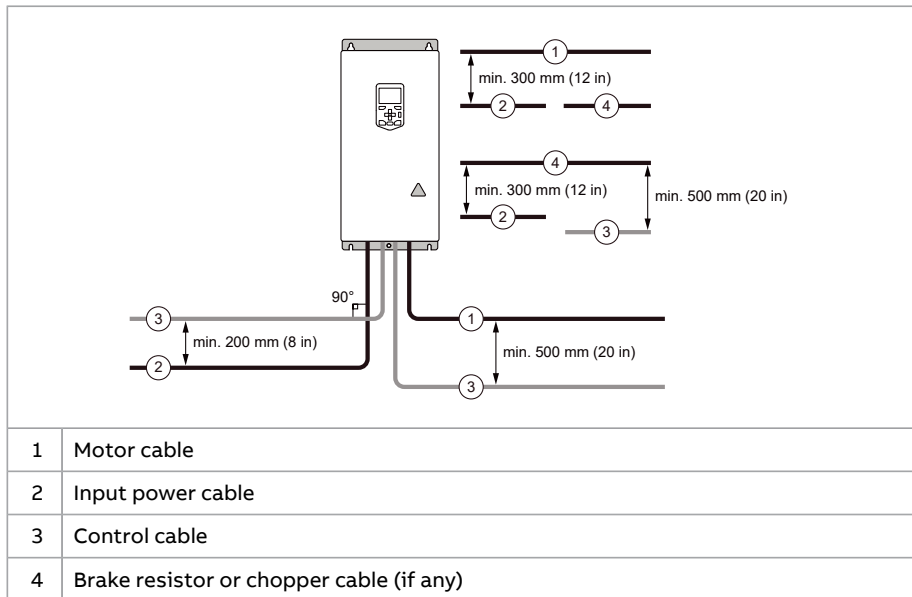 1
min. 300 mm (12 in)
2
4
4
min. 300 mm (12 in)
min. 500 mm (20 in)
2
3
90°
3
1
min. 200 mm (8 in)
min. 500 mm (20 in)
2
3
1 Motor cable
2 Input power cable
3 Control cable
4 Brake resistor or chopper cable (if any)